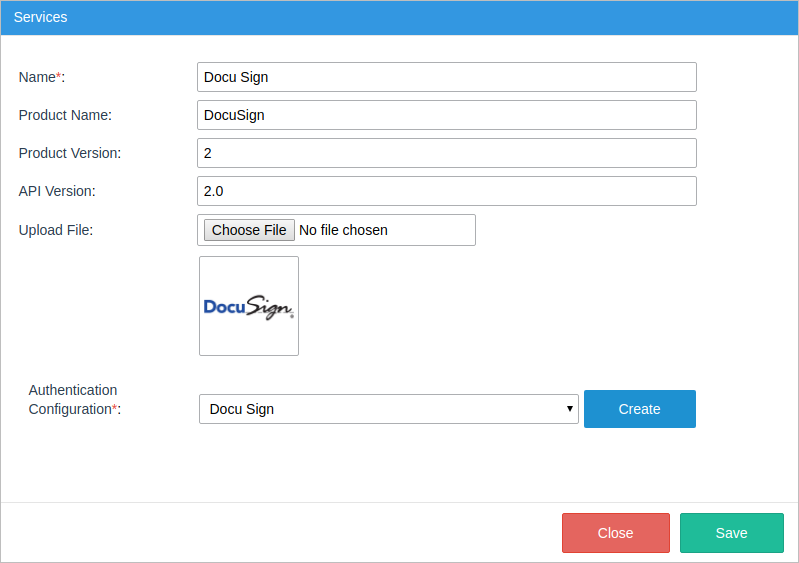 Services
Name*: Docu Sign
Product Name: DocuSign
Product Version: 2
API Version: 2.0
Upload File: Choose File No file chosen
DocuSign®
Authentication
Configuration*: Docu Sign Create
Close Save